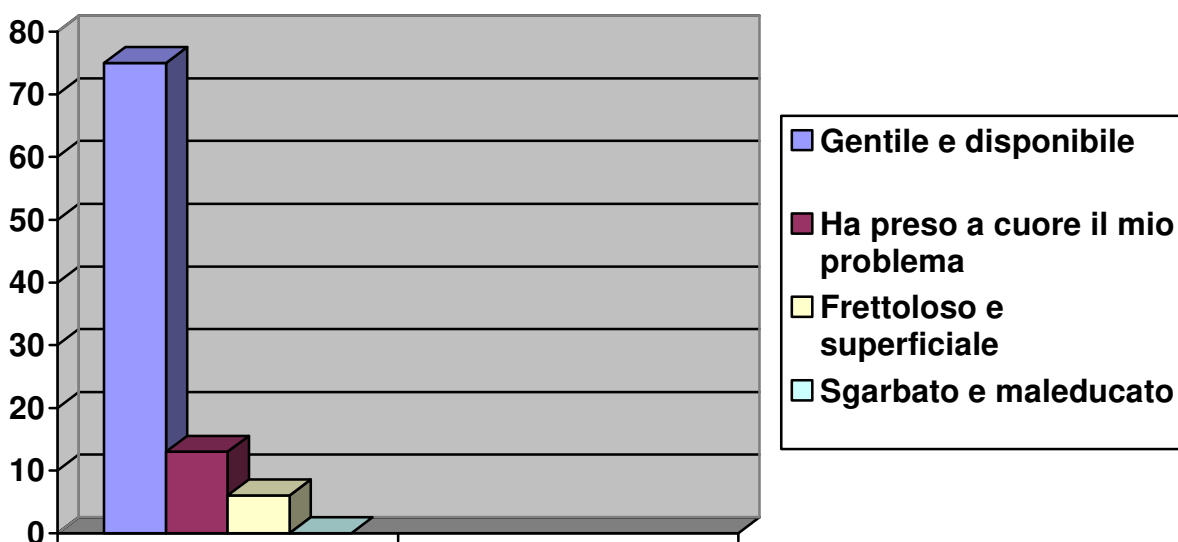 80
70
60
50
40
30
20
10
0
Gentile e disponibile
Ha preso a cuore il mio
problema
Frettoloso e
superficiale
Sgarbato e maleducato